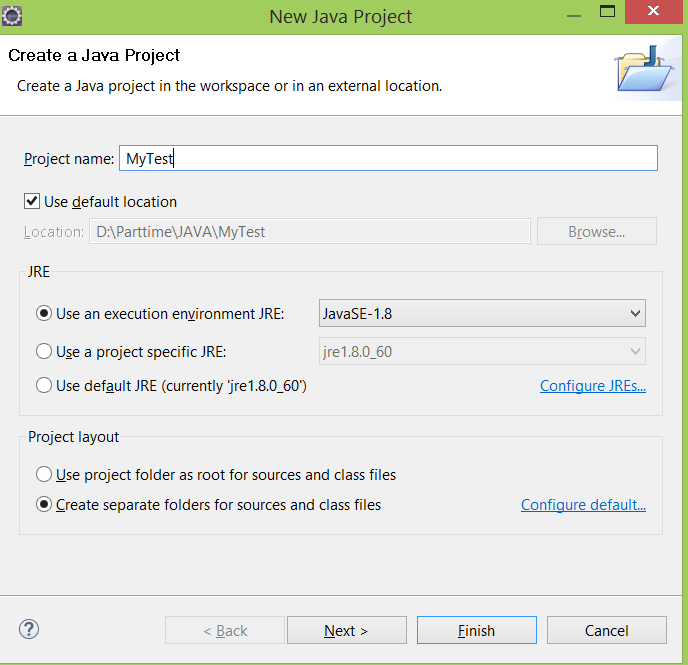 New Java Project
Create a Java Project
Create a Java project in the workspace or in an external location.
Project name: MyTest
Use default location
Location: D:\Parttime\JAVA\MyTest Browse...
JRE
Use an execution environment JRE: JavaSE-1.8
Use a project specific JRE: jre1.8.0_60
Use default JRE (currently 'jre1.8.0_60') Configure JREs...
Project layout
Use project folder as root for sources and class files
Create separate folders for sources and class files Configure default...
? < Back Next > Finish Cancel